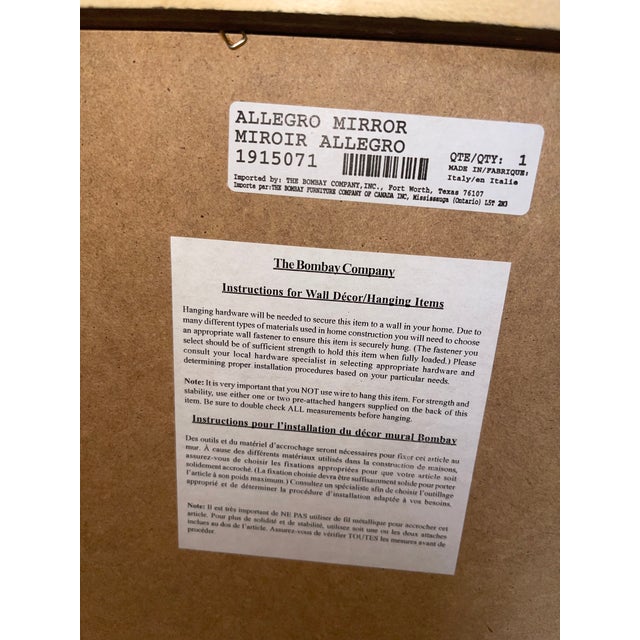 ALLEGRO MIRROR
MIROIR ALLEGRO
1915071
QTE/QTY: 1
MADE IN/FABRIQUE:
Italy/en Italie
Imported by: THE BOMBAY COMPANY,INC., Fort Worth, Texas 76107
Importe par:THE BOMBAY FURNITURE COMPANY OF CANADA INC, Mississauga (Ontario) L5T 2N3
The Bombay Company
Instructions for Wall Décor/Hanging Items
Hanging hardware will be needed to secure this item to a wall in your home. Due to
many different types of materials used in home construction you will need to choose
an appropriate wall fastener to ensure this item is securely hung. (The fastener you
select should be of sufficient strength to hold this item when fully loaded.) Please
consult your local hardware specialist in selecting appropriate hardware and
determining proper installation procedures based on your particular needs.
Note: It is very important that you NOT use wire to hang this item. For strength and
stability, use either one or two pre-attached hangers supplied on the back of this
item. Be sure to double check ALL measurements before hanging.
Instructions pour l'installation du décor mural Bombay
Des outils et du matériel d'accrochage seront nécessaires pour fixer cet article au
mur. À cause des différents matériaux utilisés dans la construction de maisons,
assurez-vous de choisir les fixations appropriées pour que votre article soit
solidement accroché. (La fixation choisie devra être suffisamment solide pour porter
l'article à son poids maximum.) Consultez un spécialiste afin de choisir l'outillage
approprié et de déterminer la procédure d'installation adaptée à vos besoins.
Note: Il est très important de NE PAS utiliser de fil métallique pour accrocher cet
article. Pour plus de solidité et de stabilité, utilisez soit une ou les deux attaches
inclues au dos de l'article. Assurez-vous de vérifier TOUTES les mesures avant de
procéder.